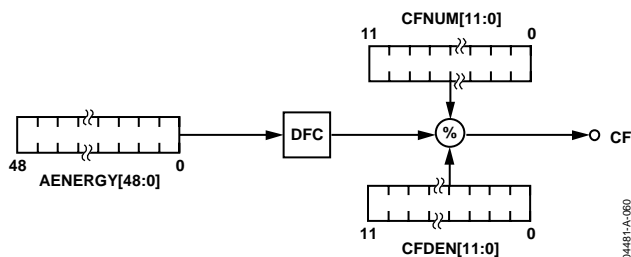 CFNUM[11:0]
11 0
DFC
%
CF
48 0
AENERGY[48:0]
11 0
CFDEN[11:0]
04481-A-060